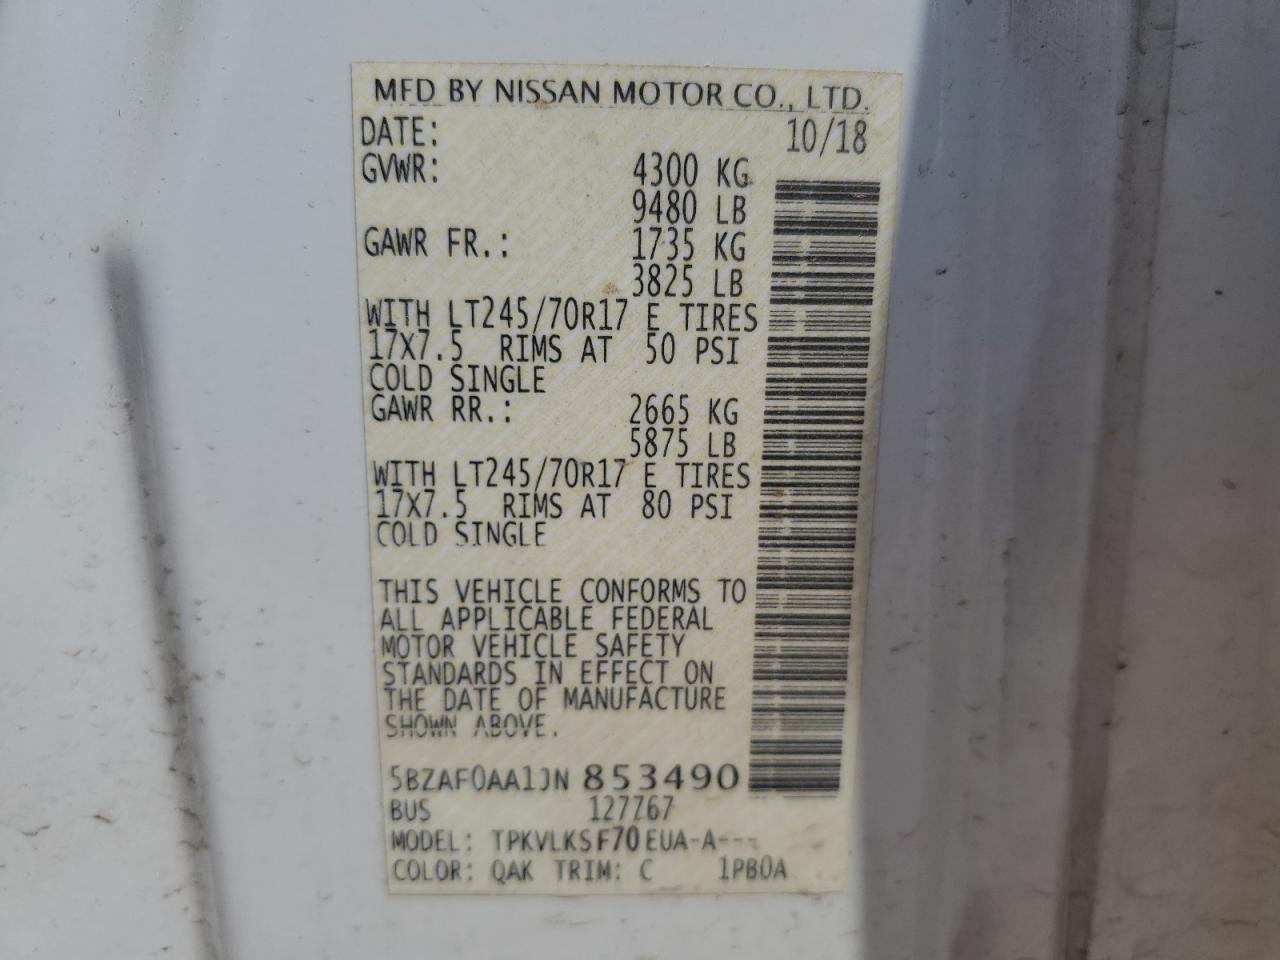 MFD BY NISSAN MOTOR CO., LTD.
DATE: 10/18
GVWR: 4300 KG
9480 LB
GAWR FR.: 1735 KG
3825 LB
WITH LT245/70R17 E TIRES
17X7.5 RIMS AT 50 PSI
COLD SINGLE
GAWR RR.: 2665 KG
5875 LB
WITH LT245/70R17 E TIRES
17X7.5 RIMS AT 80 PSI
COLD SINGLE
THIS VEHICLE CONFORMS TO
ALL APPLICABLE FEDERAL
MOTOR VEHICLE SAFETY
STANDARDS IN EFFECT ON
THE DATE OF MANUFACTURE
SHOWN ABOVE.
5BZAF0AA1JN 853490
BUS 127767
MODEL: TPKVLKSF70EUA-A---
COLOR: QAK TRIM: C 1PB0A